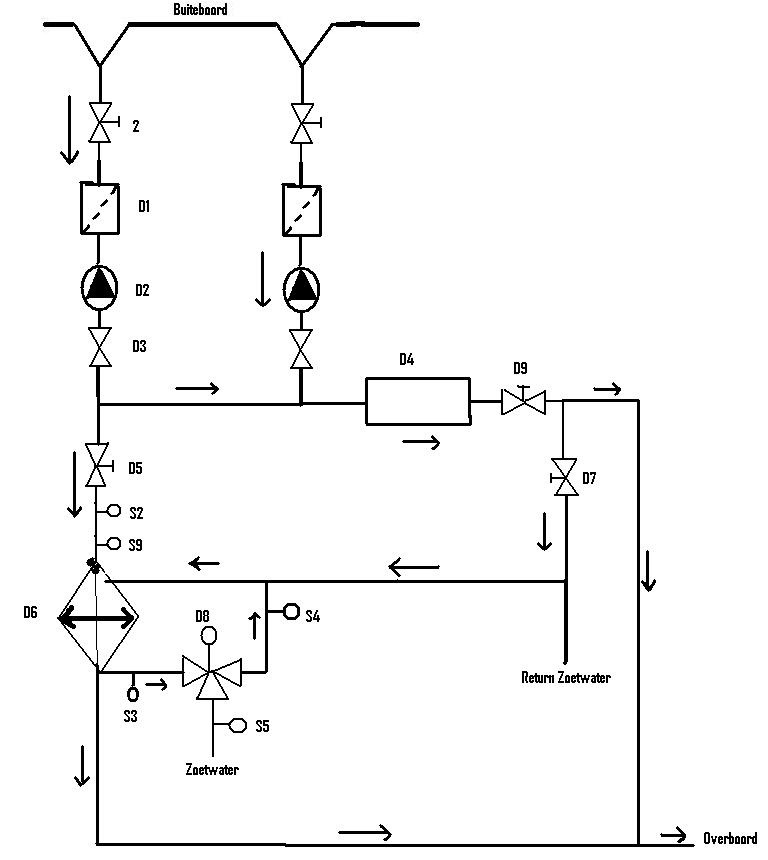 Buiteboord
2
D1
D2
D3
D4
D9
D5
D7
S2
S9
D6
D8
S4
S3
S5
Return Zoetwater
Zoetwater
Overboord